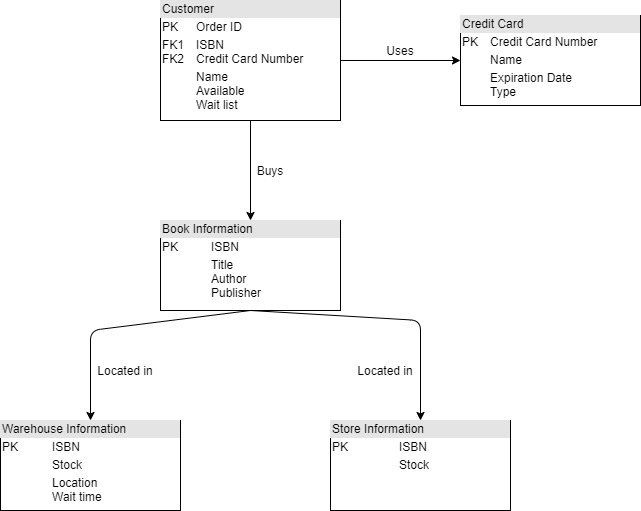 Customer
PK Order ID
FK1 ISBN
FK2 Credit Card Number
Name
Available
Wait list
Uses
Credit Card
PK Credit Card Number
Name
Expiration Date
Type
Buys
Book Information
PK ISBN
Title
Author
Publisher
Located in
Located in
Warehouse Information
PK ISBN
Stock
Location
Wait time
Store Information
PK ISBN
Stock